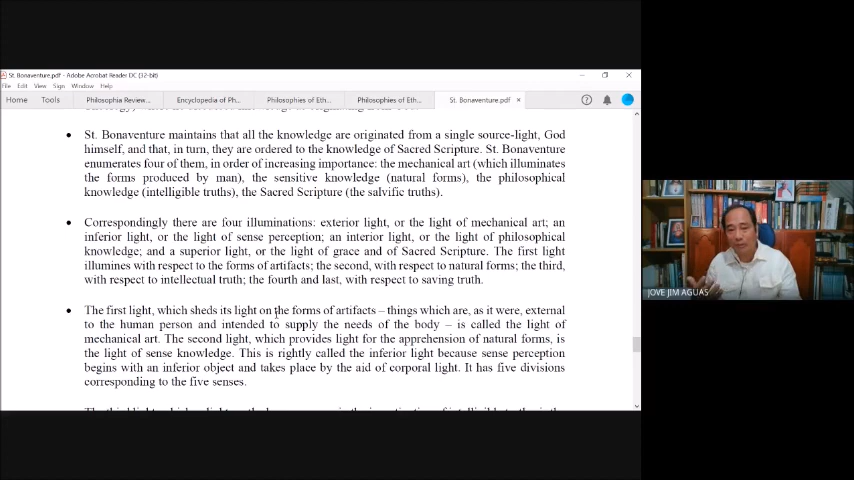 St. Bonaventure.pdf - Adobe Acrobat Reader DC (32-bit)
File Edit View Sign Window Help
Home Tools Philosophia Review... Encyclopedia of Ph... Philosophies of Eth... Philosophies of Eth... St. Bonaventure.pdf ×
• St. Bonaventure maintains that all the knowledge are originated from a single source-light, God
himself, and that, in turn, they are ordered to the knowledge of Sacred Scripture. St. Bonaventure
enumerates four of them, in order of increasing importance: the mechanical art (which illuminates
the forms produced by man), the sensitive knowledge (natural forms), the philosophical
knowledge (intelligible truths), the Sacred Scripture (the salvific truths).
• Correspondingly there are four illuminations: exterior light, or the light of mechanical art; an
inferior light, or the light of sense perception; an interior light, or the light of philosophical
knowledge; and a superior light, or the light of grace and of Sacred Scripture. The first light
illumines with respect to the forms of artifacts; the second, with respect to natural forms; the third,
with respect to intellectual truth; the fourth and last, with respect to saving truth.
• The first light, which sheds its light on the forms of artifacts – things which are, as it were, external
to the human person and intended to supply the needs of the body – is called the light of
mechanical art. The second light, which provides light for the apprehension of natural forms, is
the light of sense knowledge. This is rightly called the inferior light because sense perception
begins with an inferior object and takes place by the aid of corporal light. It has five divisions
corresponding to the five senses.
JOVE JIM AGUAS